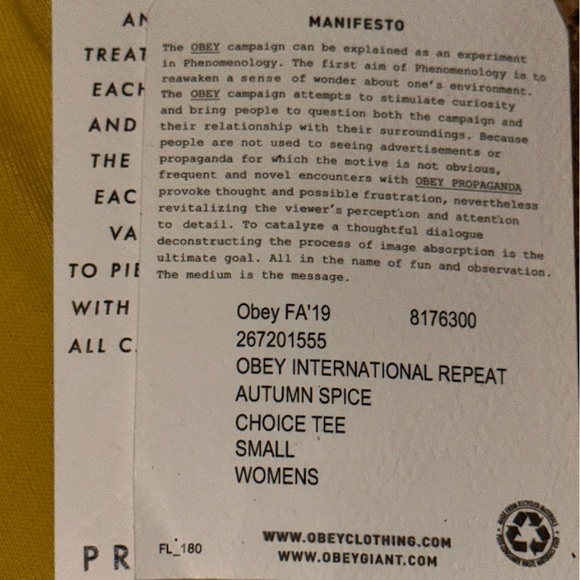 AN
TREAT
EACH
AND
THE
EAC
VA
TO PIE
WITH
ALL C
PR
MANIFESTO
The OBEY campaign can be explained as an experiment
in Phenomenology. The first aim of Phenomenology is to
reawaken a sense of wonder about one's environment.
The OBEY campaign attempts to stimulate curiosity
and bring people to question both the campaign and
their relationship with their surroundings. Because
people are not used to seeing advertisements or
propaganda for which the motive is not obvious,
frequent and novel encounters with OBEY PROPAGANDA
provoke thought and possible frustration, nevertheless
revitalizing the viewer's perception and attention
to detail. To catalyze a thoughtful dialogue
deconstructing the process of image absorption is the
ultimate goal. All in the name of fun and observation.
The medium is the message.
Obey FA'19 8176300
267201555
OBEY INTERNATIONAL REPEAT
AUTUMN SPICE
CHOICE TEE
SMALL
WOMENS
FL_180
WWW.OBEYCLOTHING.COM
WWW.OBEYGIANT.COM
MADE FROM RECYCLED MATERIALS